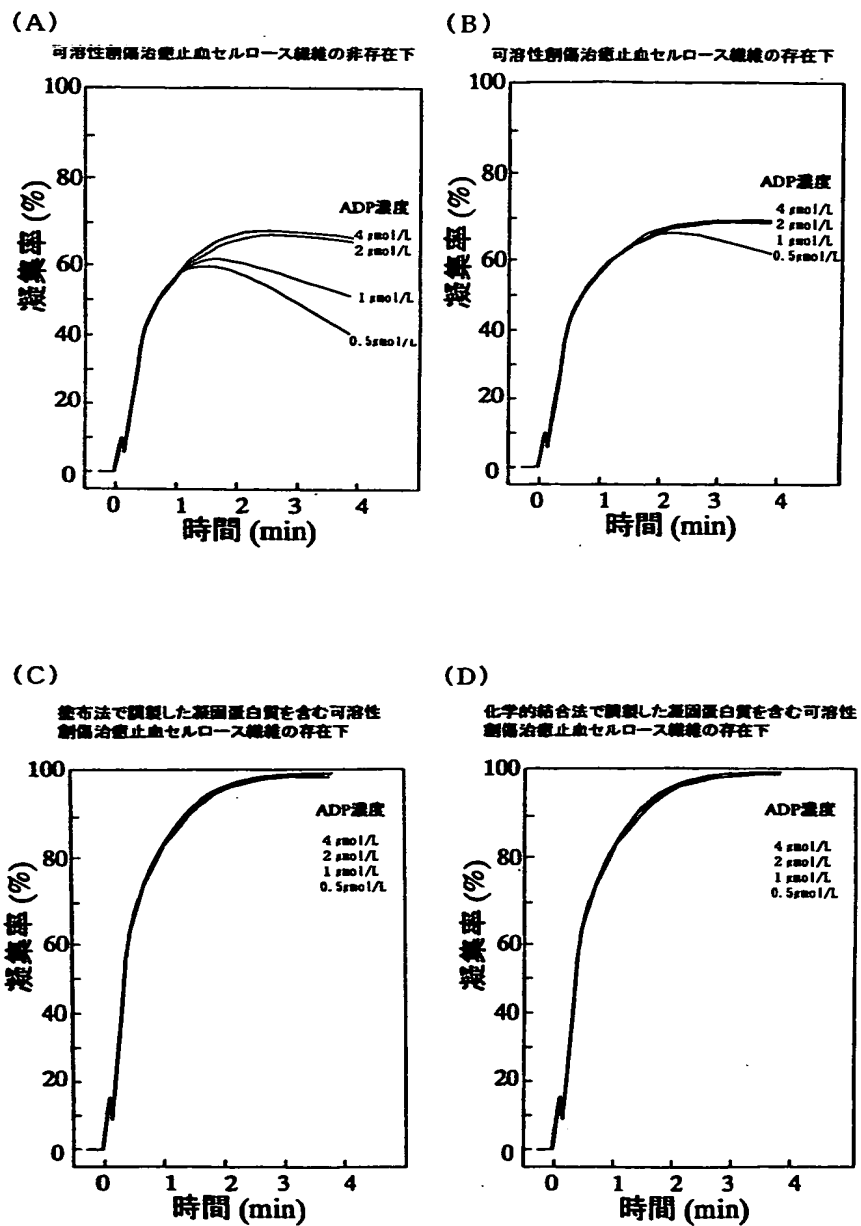 (A)
可溶性創傷治癒止血セルロース繊維の非存在下
100
80
60
40
20
0
凝集率 (%)
ADP濃度
4 μmol/L
2 μmol/L
1 μmol/L
0.5μmol/L
0 1 2 3 4
時間 (min)
(B)
可溶性創傷治癒止血セルロース繊維の存在下
100
80
60
40
20
0
凝集率 (%)
ADP濃度
4 μmol/L
2 μmol/L
1 μmol/L
0.5μmol/L
0 1 2 3 4
時間 (min)
(C)
塗布法で調製した凝固蛋白質を含む可溶性
創傷治癒止血セルロース繊維の存在下
100
80
60
40
20
0
凝集率 (%)
ADP濃度
4 μmol/L
2 μmol/L
1 μmol/L
0.5μmol/L
0 1 2 3 4
時間 (min)
(D)
化学的結合法で調製した凝固蛋白質を含む可溶性
創傷治癒止血セルロース繊維の存在下
100
80
60
40
20
0
凝集率 (%)
ADP濃度
4 μmol/L
2 μmol/L
1 μmol/L
0.5μmol/L
0 1 2 3 4
時間 (min)